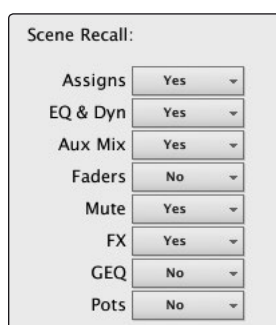 Scene Recall:
Assigns Yes
EQ & Dyn Yes
Aux Mix Yes
Faders No
Mute Yes
FX Yes
GEQ No
Pots No